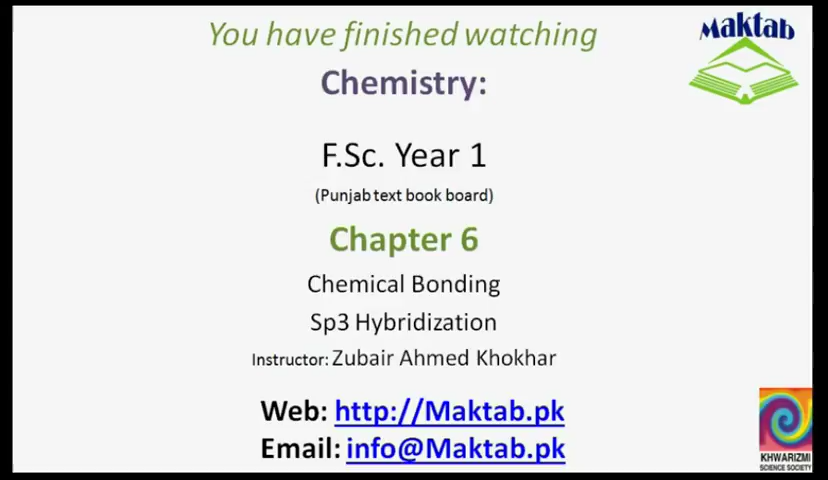 You have finished watching
Maktab
Chemistry:
F.Sc. Year 1
(Punjab text book board)
Chapter 6
Chemical Bonding
Sp3 Hybridization
Instructor: Zubair Ahmed Khokhar
Web: http://Maktab.pk
Email: info@Maktab.pk
KHWARIZMI
SCIENCE SOCIETY